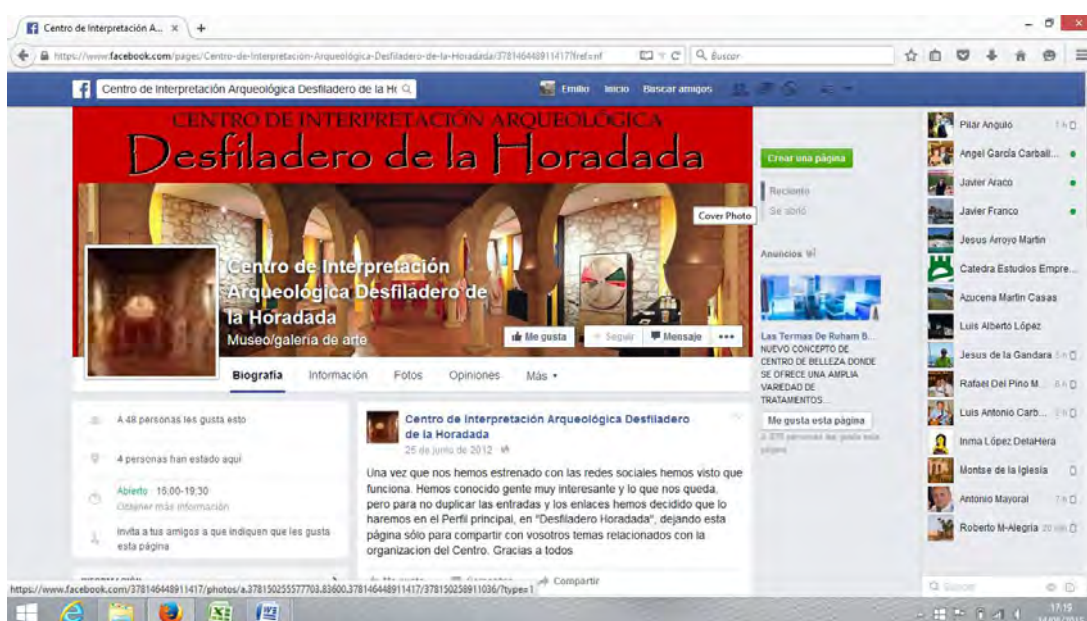 Centro de Interpretación A... × +
https://www.facebook.com/pages/Centro-de-Interpretación-Arqueológica-Desfiladero-de-la-Horadada/378146448911417?fref=nf
Buscar
Centro de Interpretación Arqueológica Desfiladero de la Ho
Emilio Inicio Buscar amigos
CENTRO DE INTERPRETACIÓN ARQUEOLÓGICA
Desfiladero de la Horadada
Cover Photo
Centro de Interpretación
Arqueológica Desfiladero de
la Horadada
Museo/galería de arte
Me gusta Seguir Mensaje •••
Biografía Información Fotos Opiniones Más
A 48 personas les gusta esto
4 personas han estado aquí
Abierto · 16:00-19:30
Obtener más información
Invita a tus amigos a que indiquen que les gusta
esta página
Centro de Interpretación Arqueológica Desfiladero
de la Horadada
25 de junio de 2012
Una vez que nos hemos estrenado con las redes sociales hemos visto que
funciona. Hemos conocido gente muy interesante y lo que nos queda,
pero para no duplicar las entradas y los enlaces hemos decidido que lo
haremos en el Perfil principal, en "Desfiladero Horadada", dejando esta
página sólo para compartir con vosotros temas relacionados con la
organizacion del Centro. Gracias a todos
Compartir
https://www.facebook.com/378146448911417/photos/a.378150255577703.83600.378146448911417/378150258911036/?type=1
Crear una página
Reciente
Se abrió
Anuncios
Las Termas De Ruham B...
NUEVO CONCEPTO DE
CENTRO DE BELLEZA DONDE
SE OFRECE UNA AMPLIA
VARIEDAD DE
TRATAMENTOS...
Me gusta esta página
Pilar Angulo
Angel García Carball...
Javier Araco
Javier Franco
Jesus Arroyo Martin
Catedra Estudios Empre...
Azucena Martin Casas
Luis Alberto López
Jesus de la Gandara
Rafael Del Pino M...
Luis Antonio Carb...
Inma López DelaHera
Montse de la Iglesia
Antonio Mayoral
Roberto M-Alegria
17:19